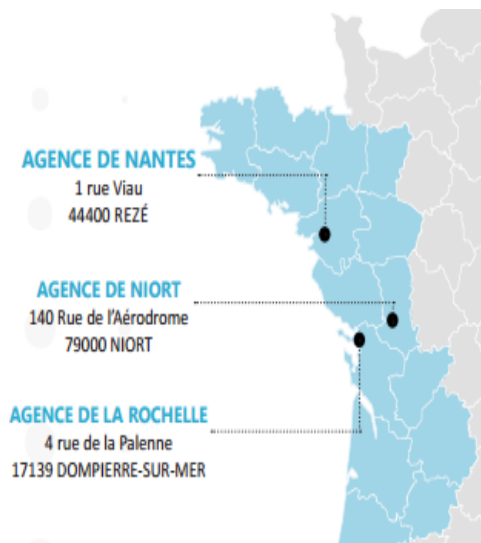 AGENCE DE NANTES
1 rue Viau
44400 REZÉ
AGENCE DE NIORT
140 Rue de l'Aérodrome
79000 NIORT
AGENCE DE LA ROCHELLE
4 rue de la Palenne
17139 DOMPIERRE-SUR-MER